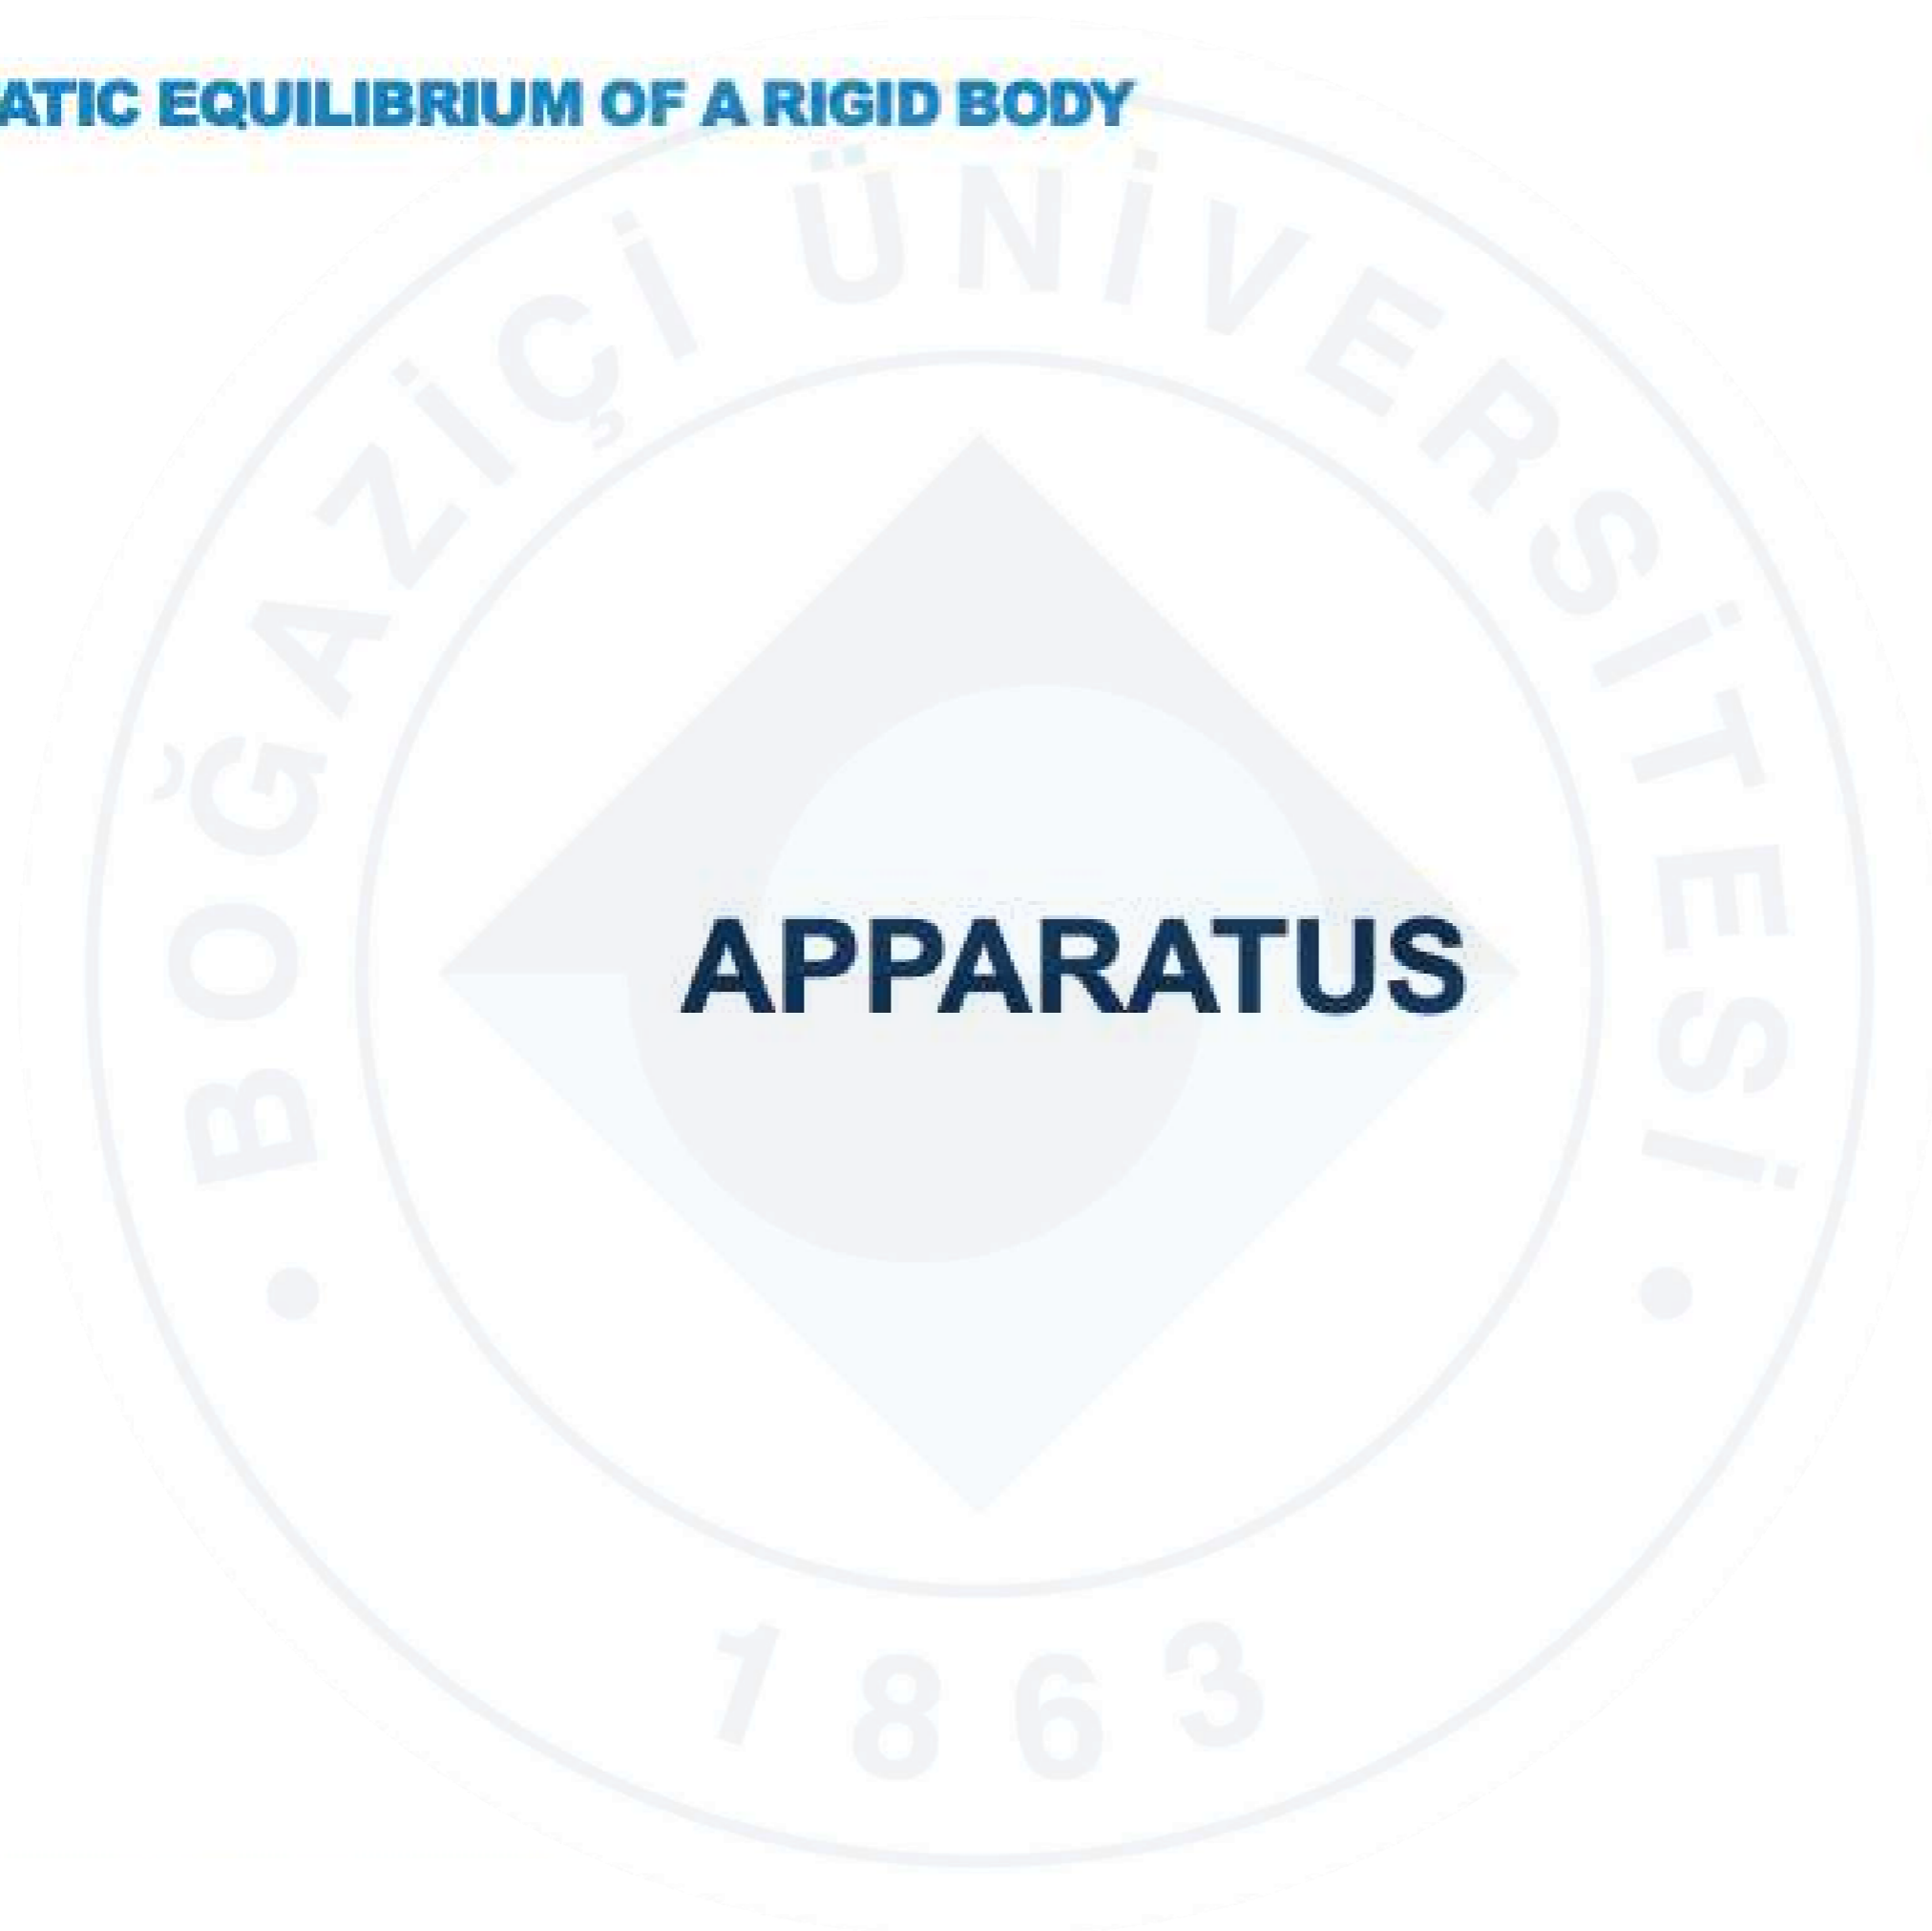 ATIC EQUILIBRIUM OF A RIGID BODY
BOĞAZİÇİ ÜNİVERSİTESİ
APPARATUS
1863